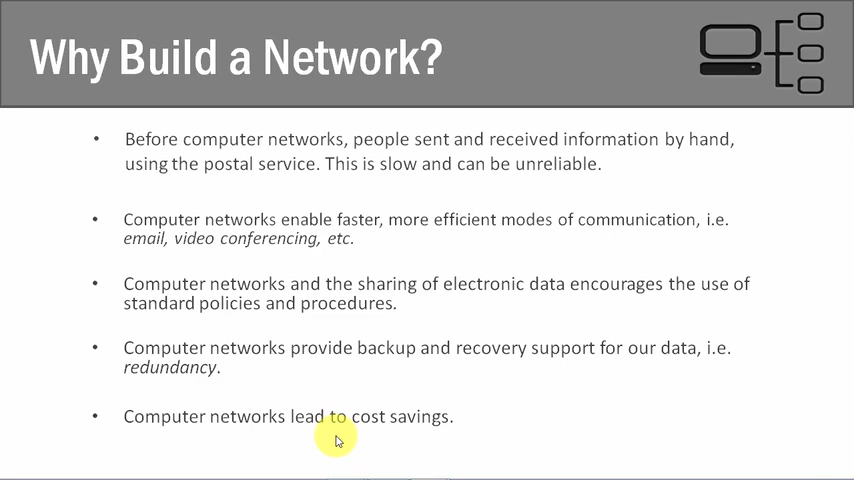 Why Build a Network?
• Before computer networks, people sent and received information by hand,
using the postal service. This is slow and can be unreliable.
• Computer networks enable faster, more efficient modes of communication, i.e.
email, video conferencing, etc.
• Computer networks and the sharing of electronic data encourages the use of
standard policies and procedures.
• Computer networks provide backup and recovery support for our data, i.e.
redundancy.
• Computer networks lead to cost savings.